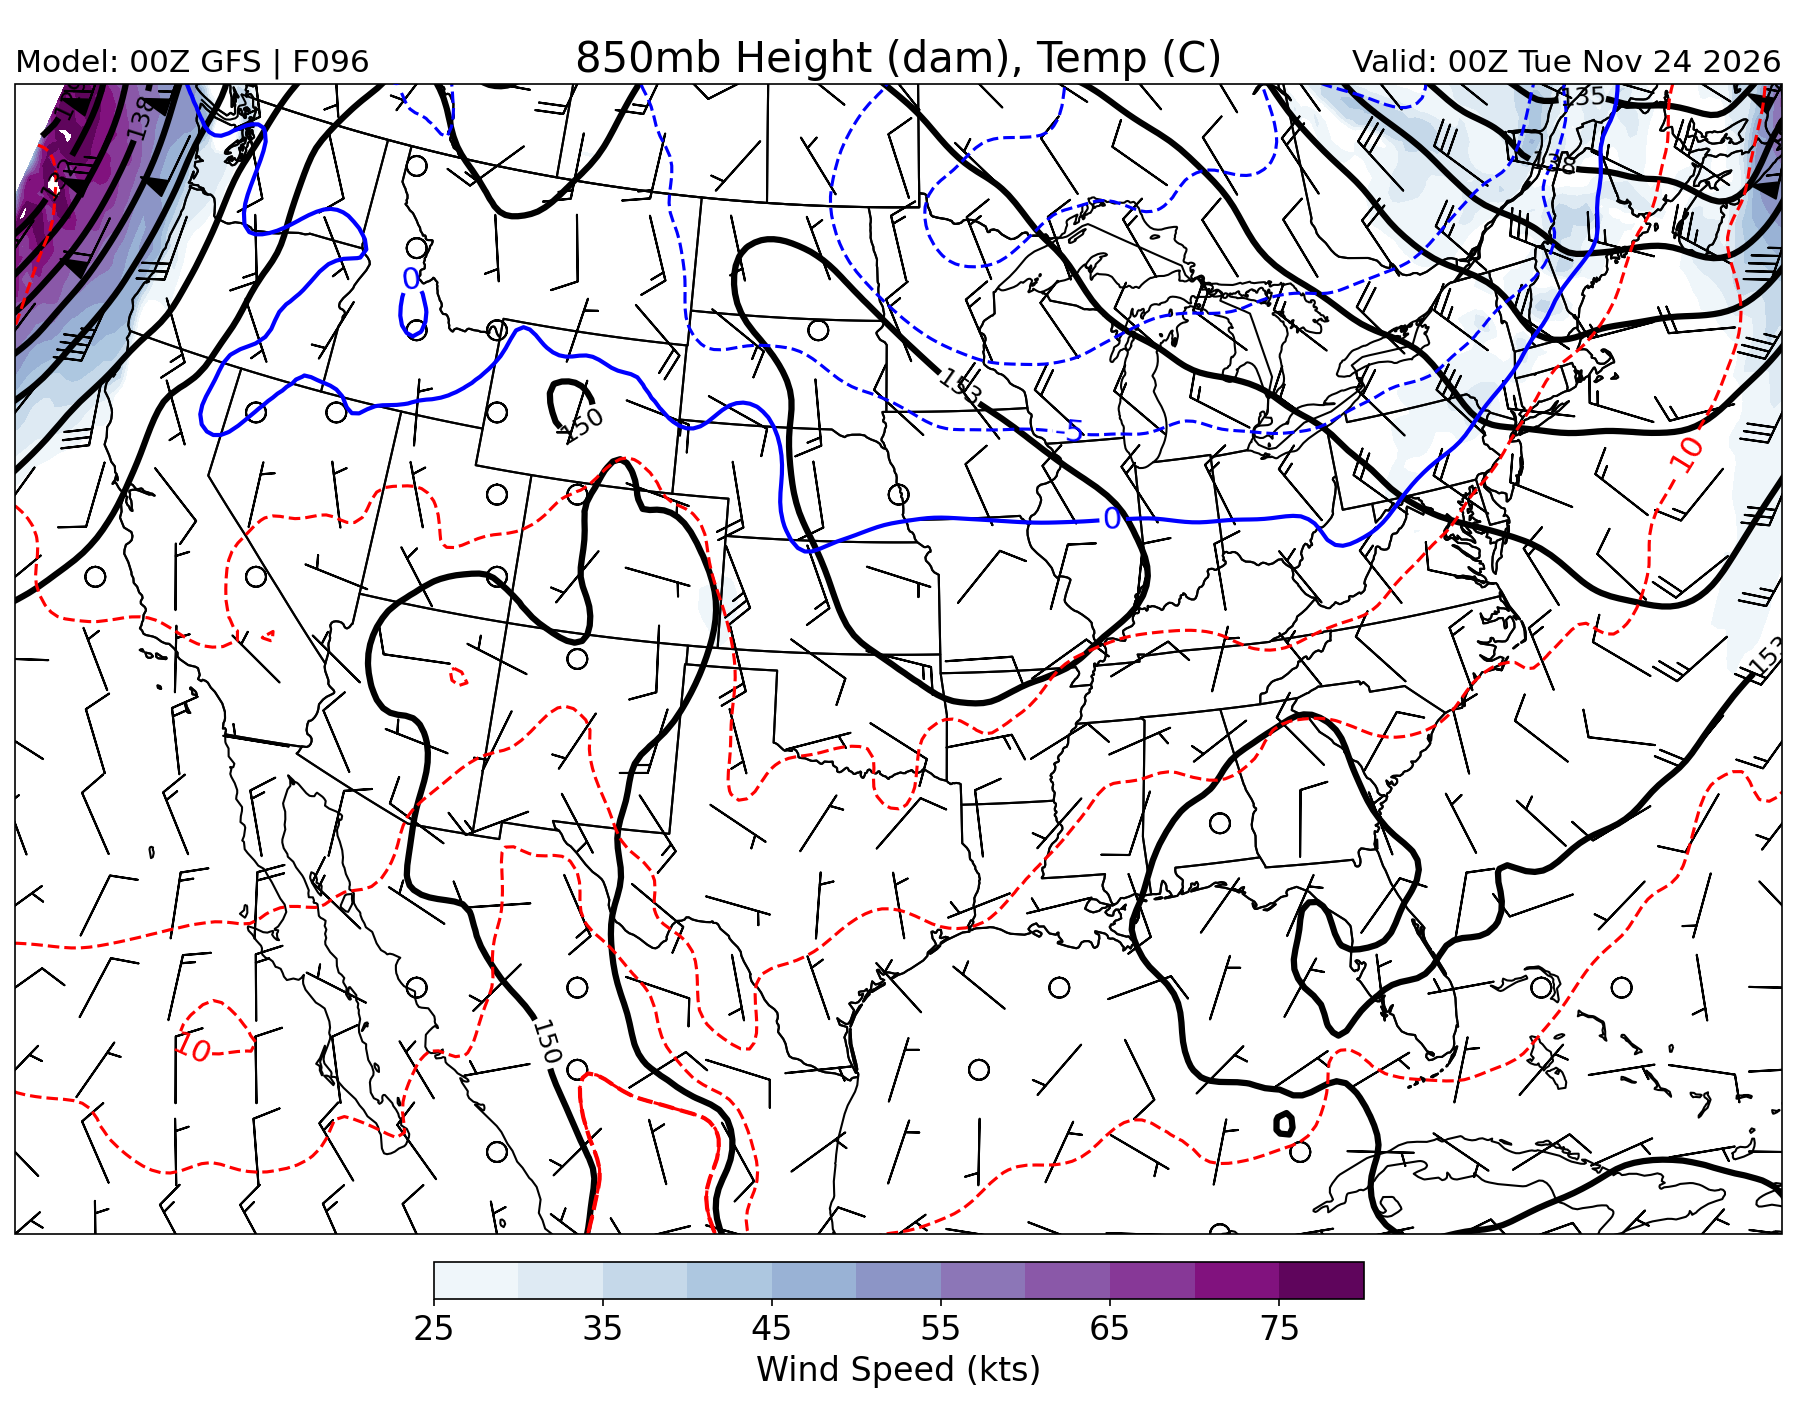 850mb Height (dam), Temp (C)
Model: 00Z GFS | F096
Valid: 00Z Tue Nov 24 2026
135
138
138
0
150
153
-5
10
0
153
150
10
25 35 45 55 65 75
Wind Speed (kts)